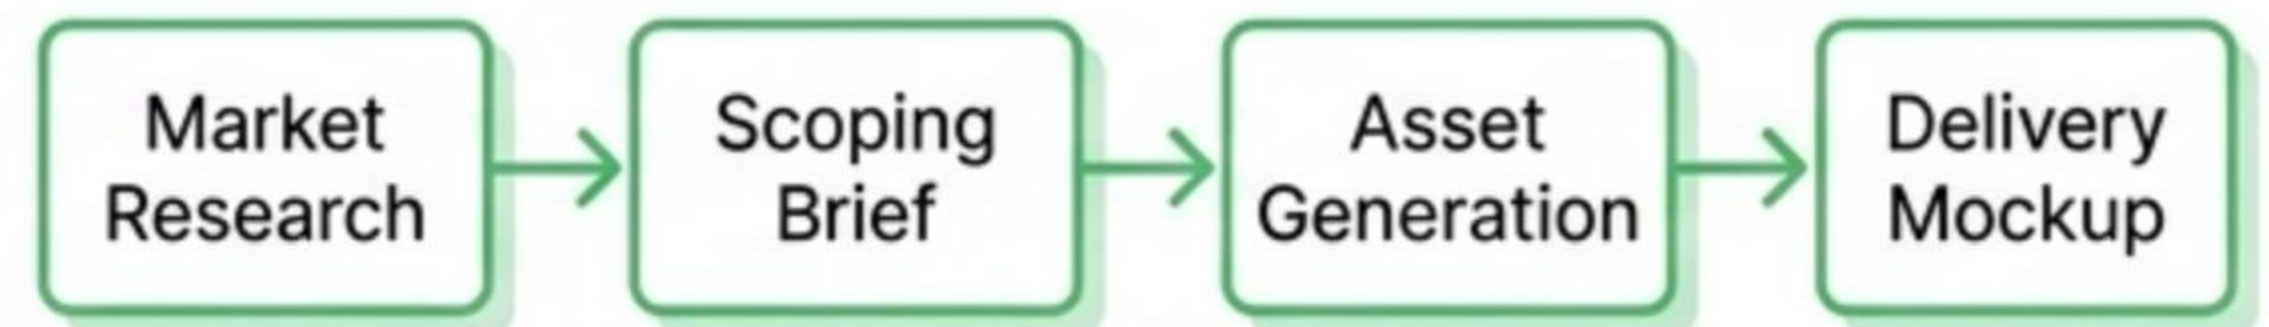 Market
Research
Scoping
Brief
Asset
Generation
Delivery
Mockup